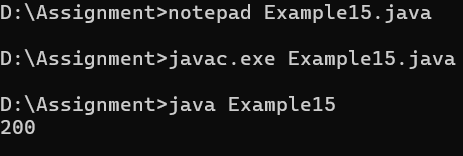 D:\Assignment>notepad Example15.java
D:\Assignment>javac.exe Example15.java
D:\Assignment>java Example15
200